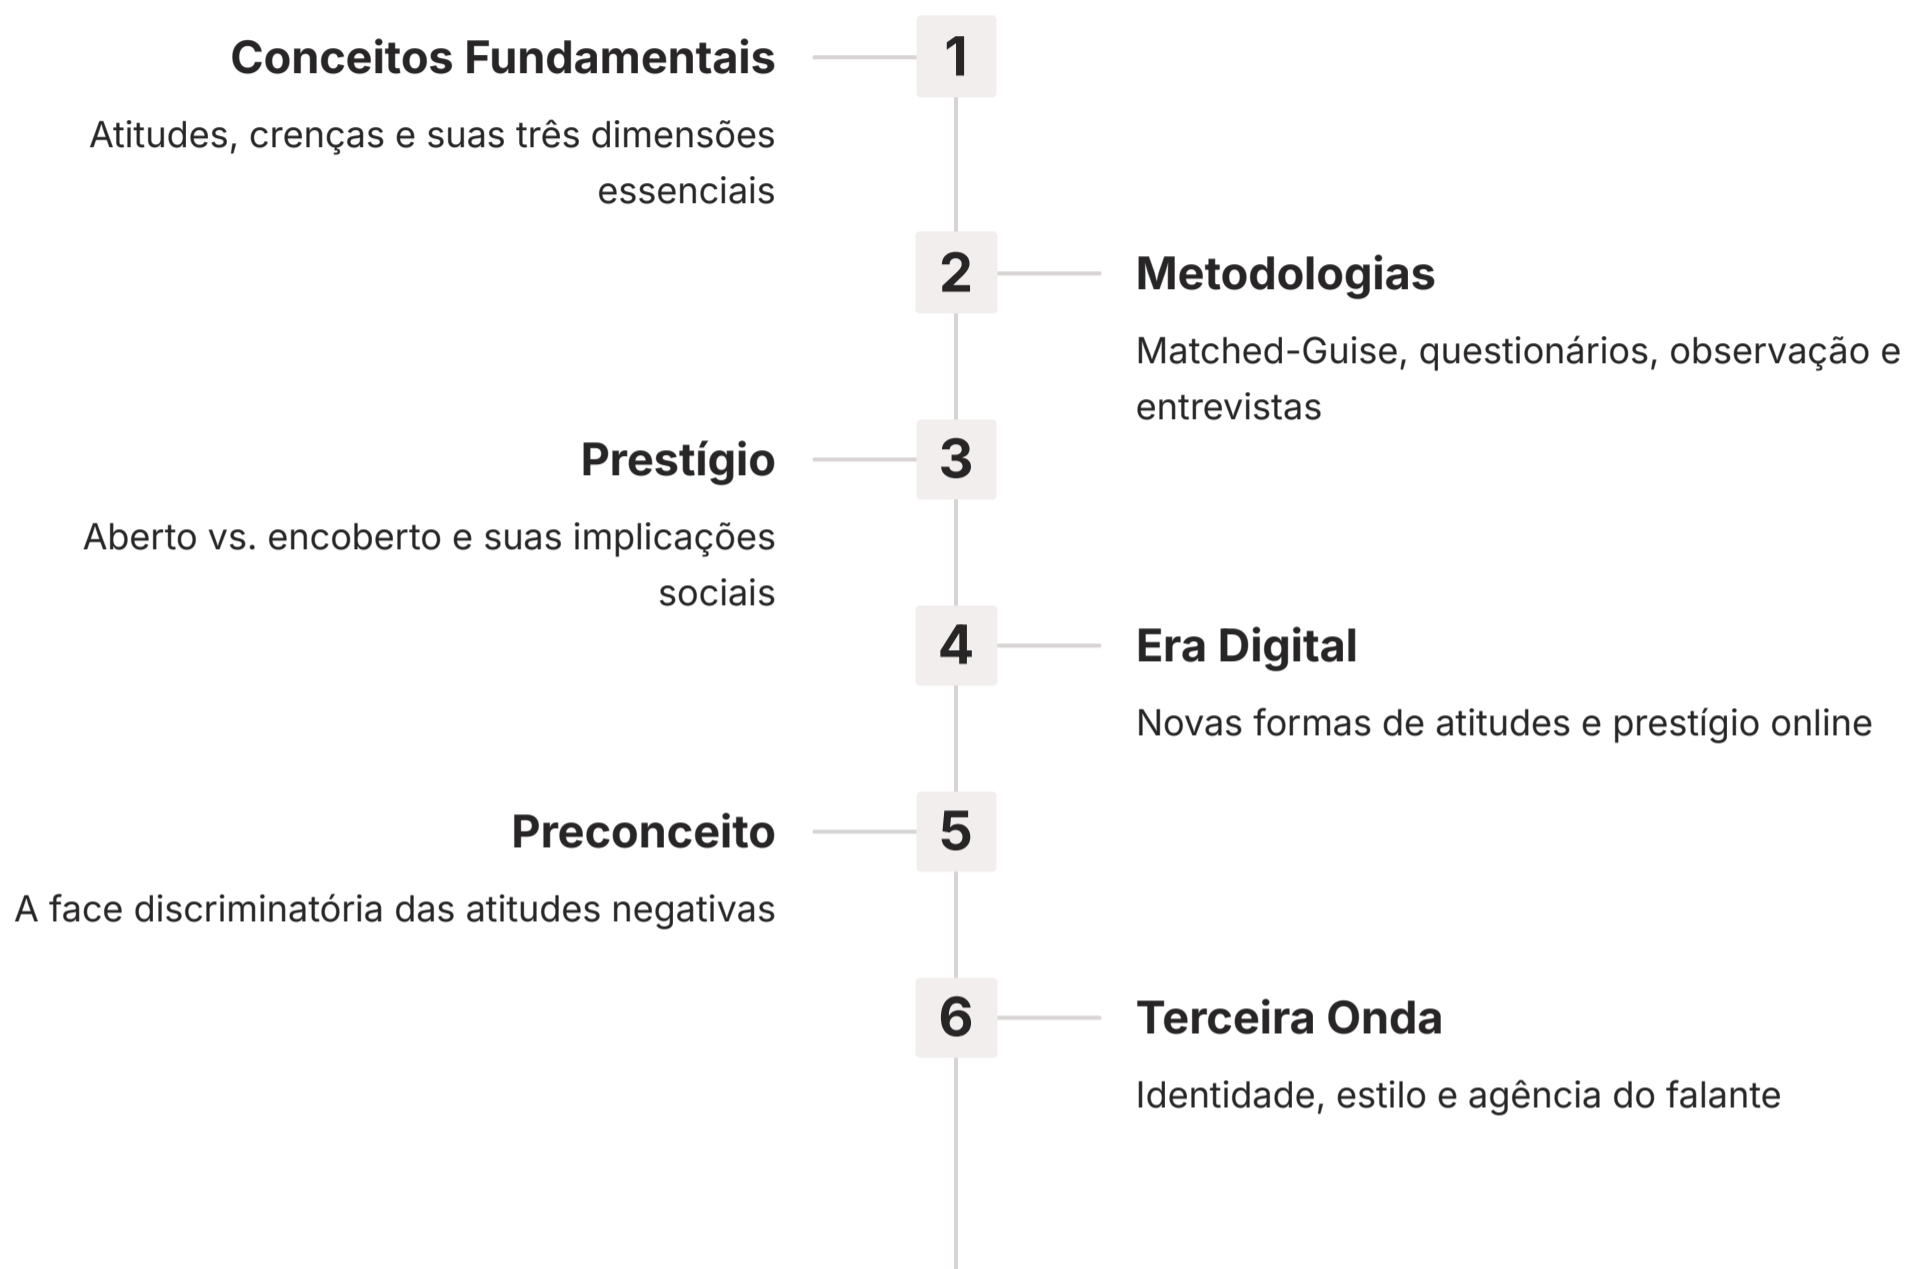 1
Conceitos Fundamentais
Atitudes, crenças e suas três dimensões
essenciais
2
Metodologias
Matched-Guise, questionários, observação e
entrevistas
3
Prestígio
Aberto vs. encoberto e suas implicações
sociais
4
Era Digital
Novas formas de atitudes e prestígio online
5
Preconceito
A face discriminatória das atitudes negativas
6
Terceira Onda
Identidade, estilo e agência do falante